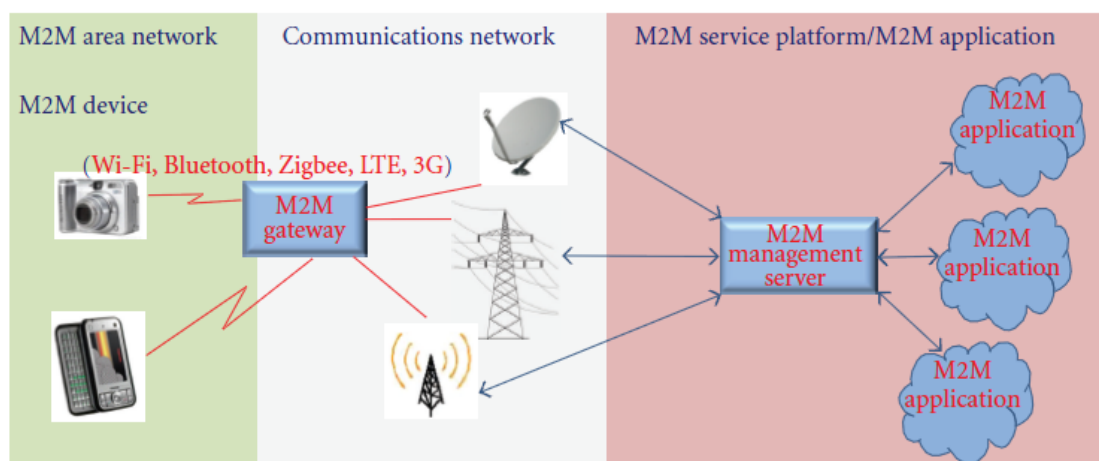 M2M area network
Communications network
M2M service platform/M2M application
M2M device
(Wi-Fi, Bluetooth, Zigbee, LTE, 3G)
M2M
gateway
M2M
management
server
M2M
application
M2M
application
M2M
application